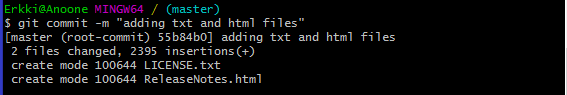 Erkki@Anoone MINGW64 / (master)
$ git commit -m "adding txt and html files"
[master (root-commit) 55b84b0] adding txt and html files
 2 files changed, 2395 insertions(+)
 create mode 100644 LICENSE.txt
 create mode 100644 ReleaseNotes.html